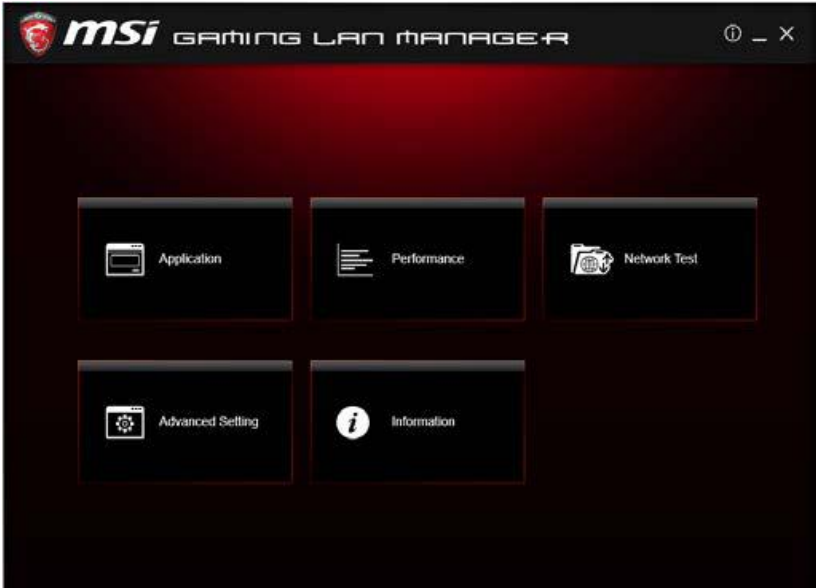 msi GAMING LAN MANAGER
Application
Performance
Network Test
Advanced Setting
Information